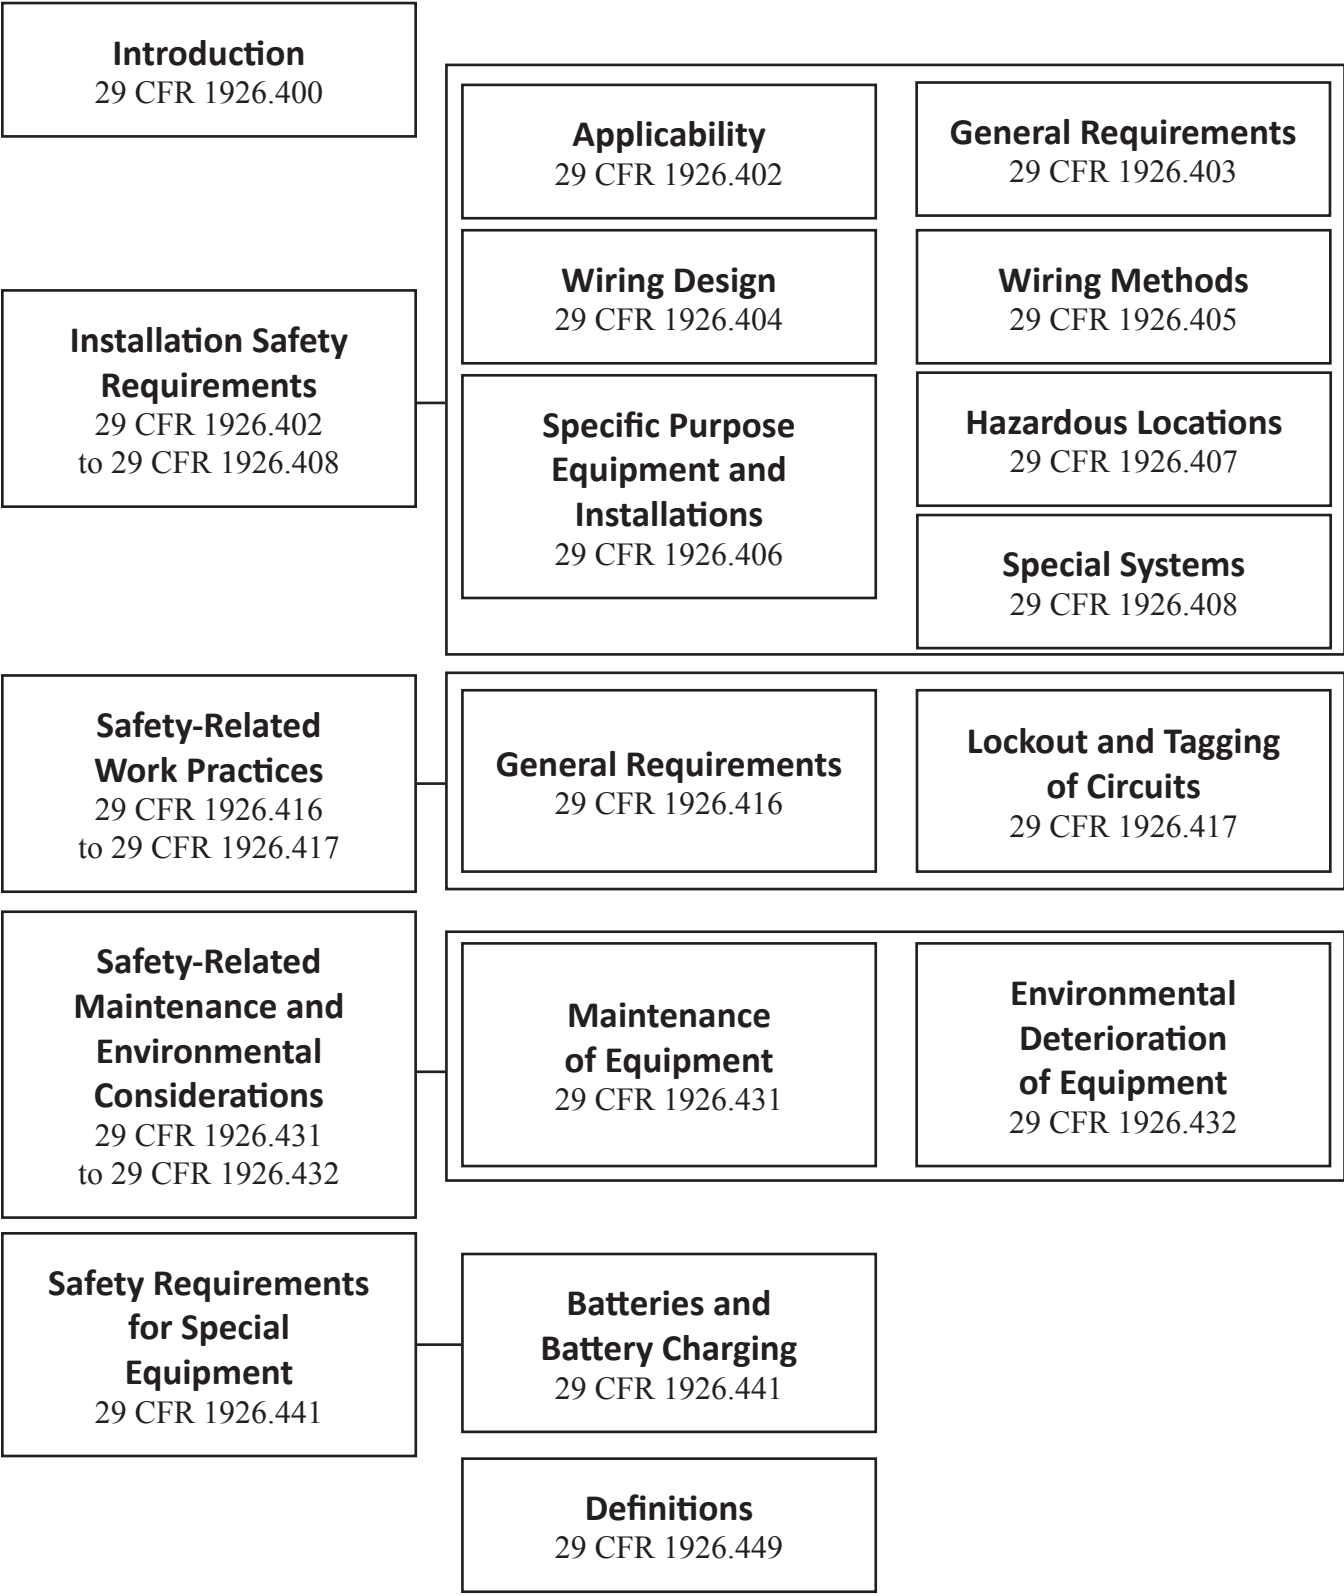 Introduction
29 CFR 1926.400
Installation Safety
Requirements
29 CFR 1926.402
to 29 CFR 1926.408
Applicability
29 CFR 1926.402
General Requirements
29 CFR 1926.403
Wiring Design
29 CFR 1926.404
Wiring Methods
29 CFR 1926.405
Specific Purpose
Equipment and
Installations
29 CFR 1926.406
Hazardous Locations
29 CFR 1926.407
Special Systems
29 CFR 1926.408
Safety-Related
Work Practices
29 CFR 1926.416
to 29 CFR 1926.417
General Requirements
29 CFR 1926.416
Lockout and Tagging
of Circuits
29 CFR 1926.417
Safety-Related
Maintenance and
Environmental
Considerations
29 CFR 1926.431
to 29 CFR 1926.432
Maintenance
of Equipment
29 CFR 1926.431
Environmental
Deterioration
of Equipment
29 CFR 1926.432
Safety Requirements
for Special
Equipment
29 CFR 1926.441
Batteries and
Battery Charging
29 CFR 1926.441
Definitions
29 CFR 1926.449